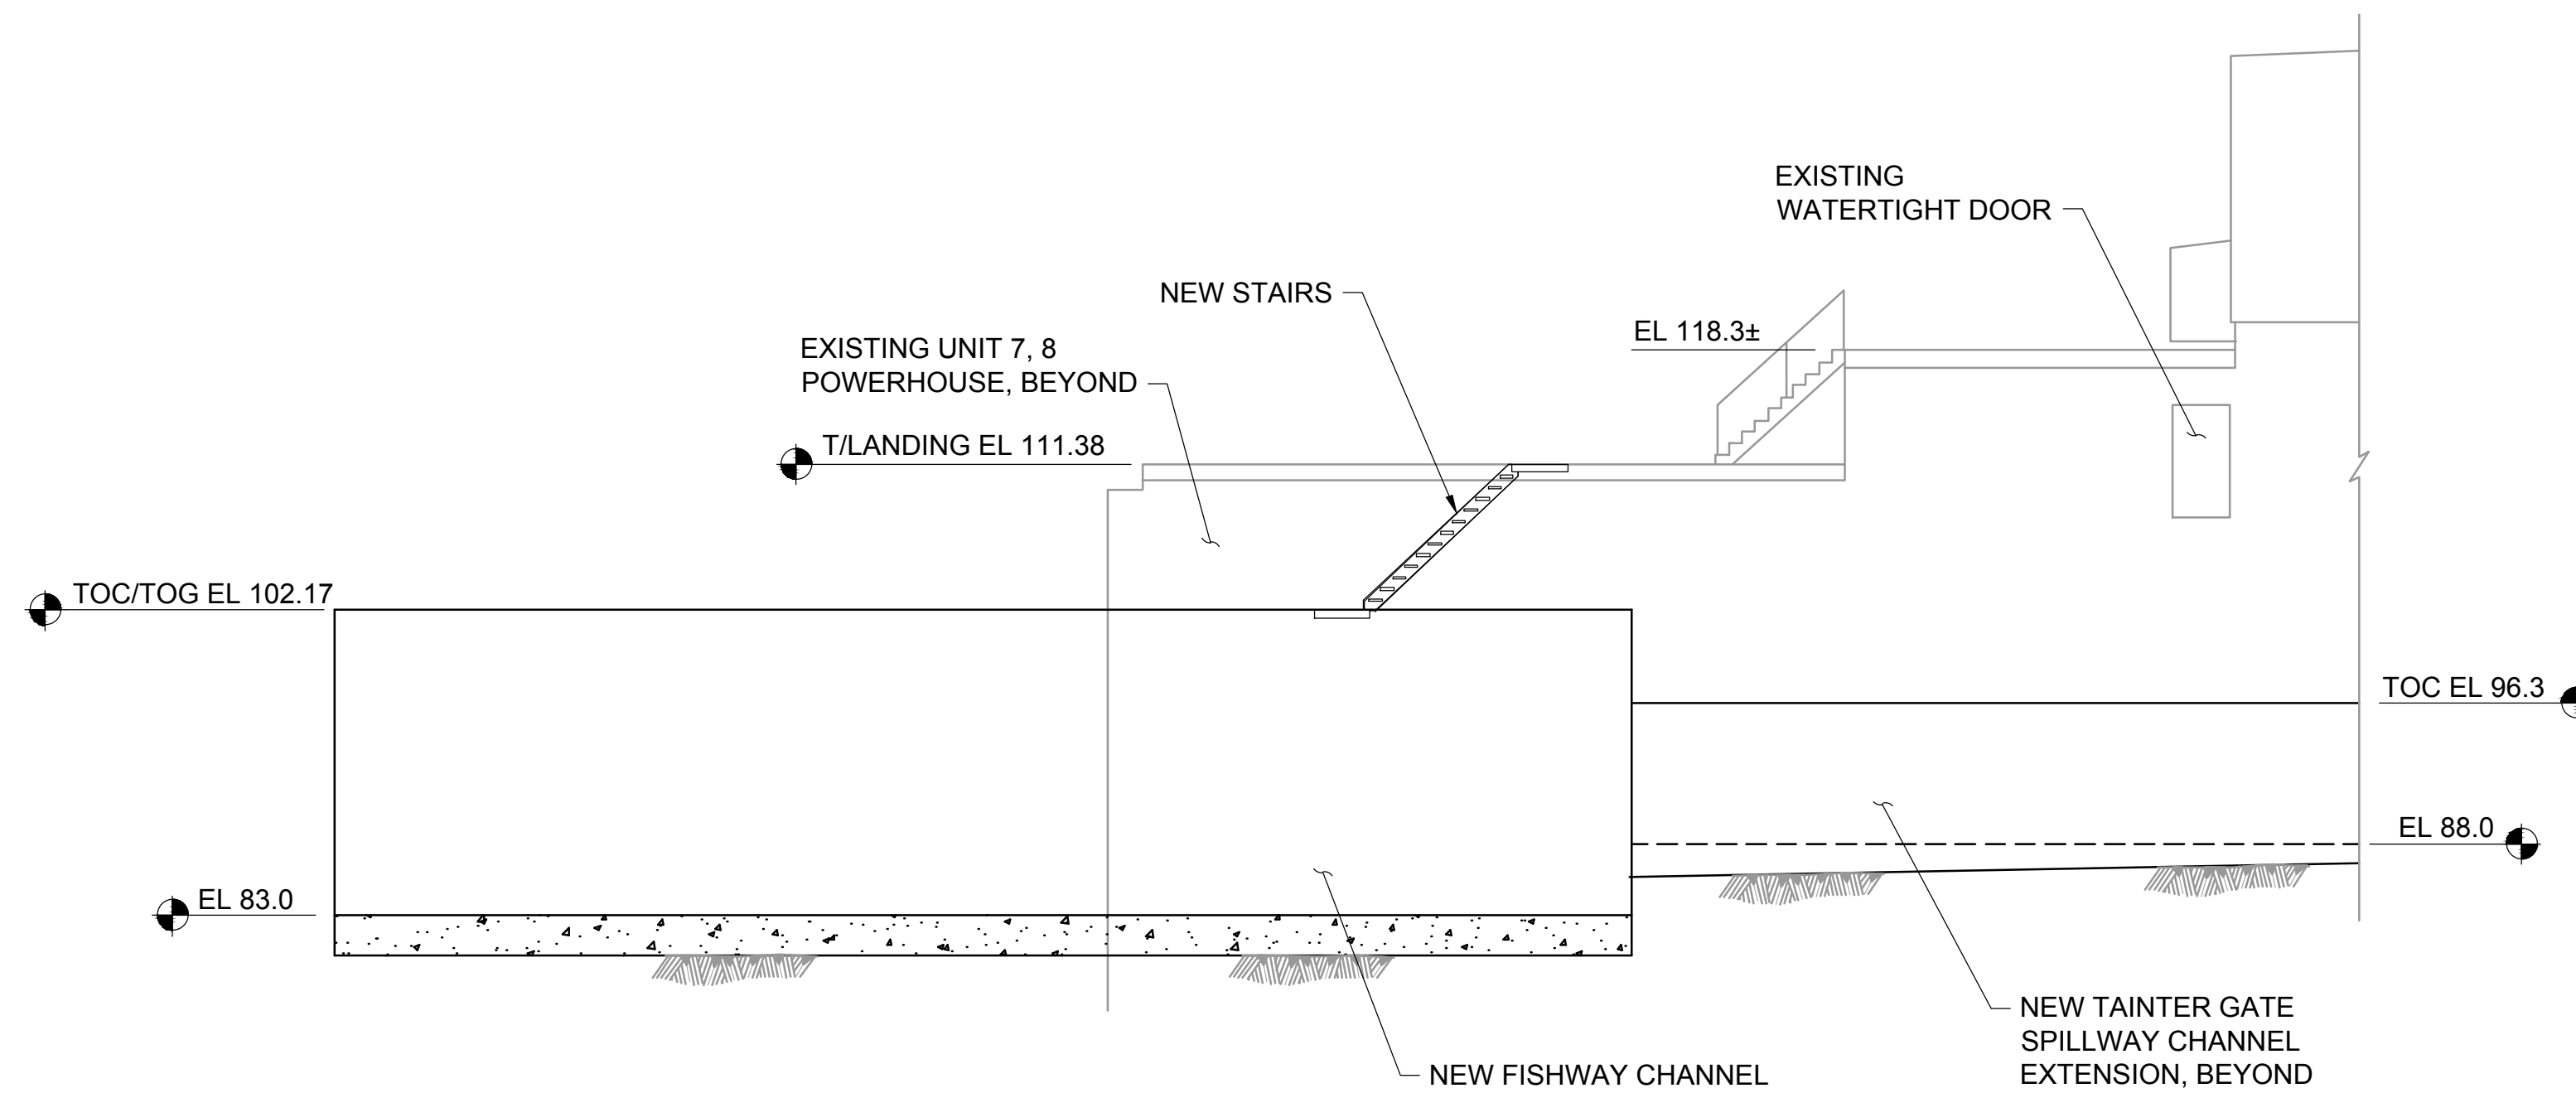 EXISTING
WATERTIGHT DOOR
NEW STAIRS
EL 118.3±
EXISTING UNIT 7, 8
POWERHOUSE, BEYOND
T/LANDING EL 111.38
TOC/TOG EL 102.17
TOC EL 96.3
EL 88.0
EL 83.0
NEW TAINTER GATE
SPILLWAY CHANNEL
EXTENSION, BEYOND
NEW FISHWAY CHANNEL